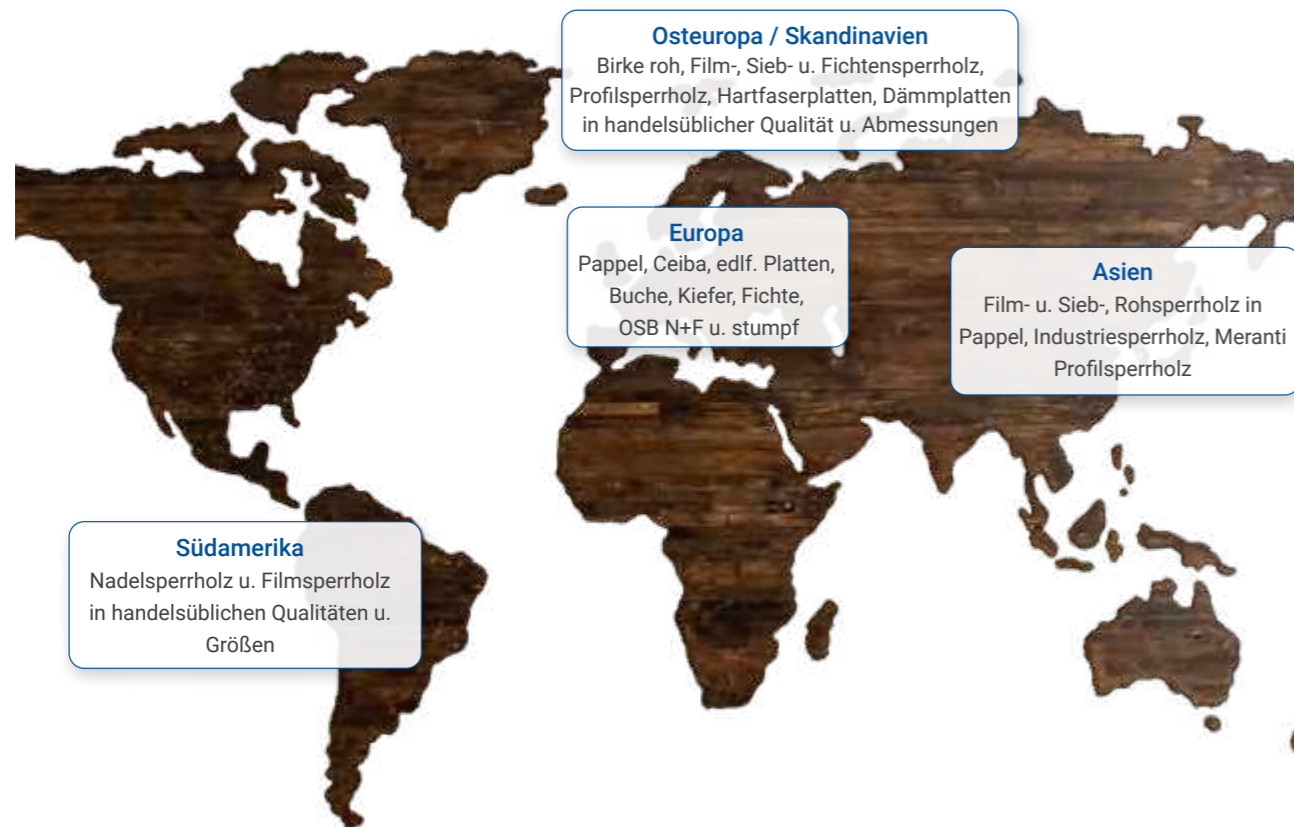 Osteuropa / Skandinavien
Birke roh, Film-, Sieb- u. Fichtensperrholz,
Profilsperrholz, Hartfaserplatten, Dämmplatten
in handelsüblicher Qualität u. Abmessungen
Europa
Pappel, Ceiba, edlf. Platten,
Buche, Kiefer, Fichte,
OSB N+F u. stumpf
Asien
Film- u. Sieb-, Rohsperrholz in
Pappel, Industriesperrholz, Meranti
Profilsperrholz
Südamerika
Nadelsperrholz u. Filmsperrholz
in handelsüblichen Qualitäten u.
Größen